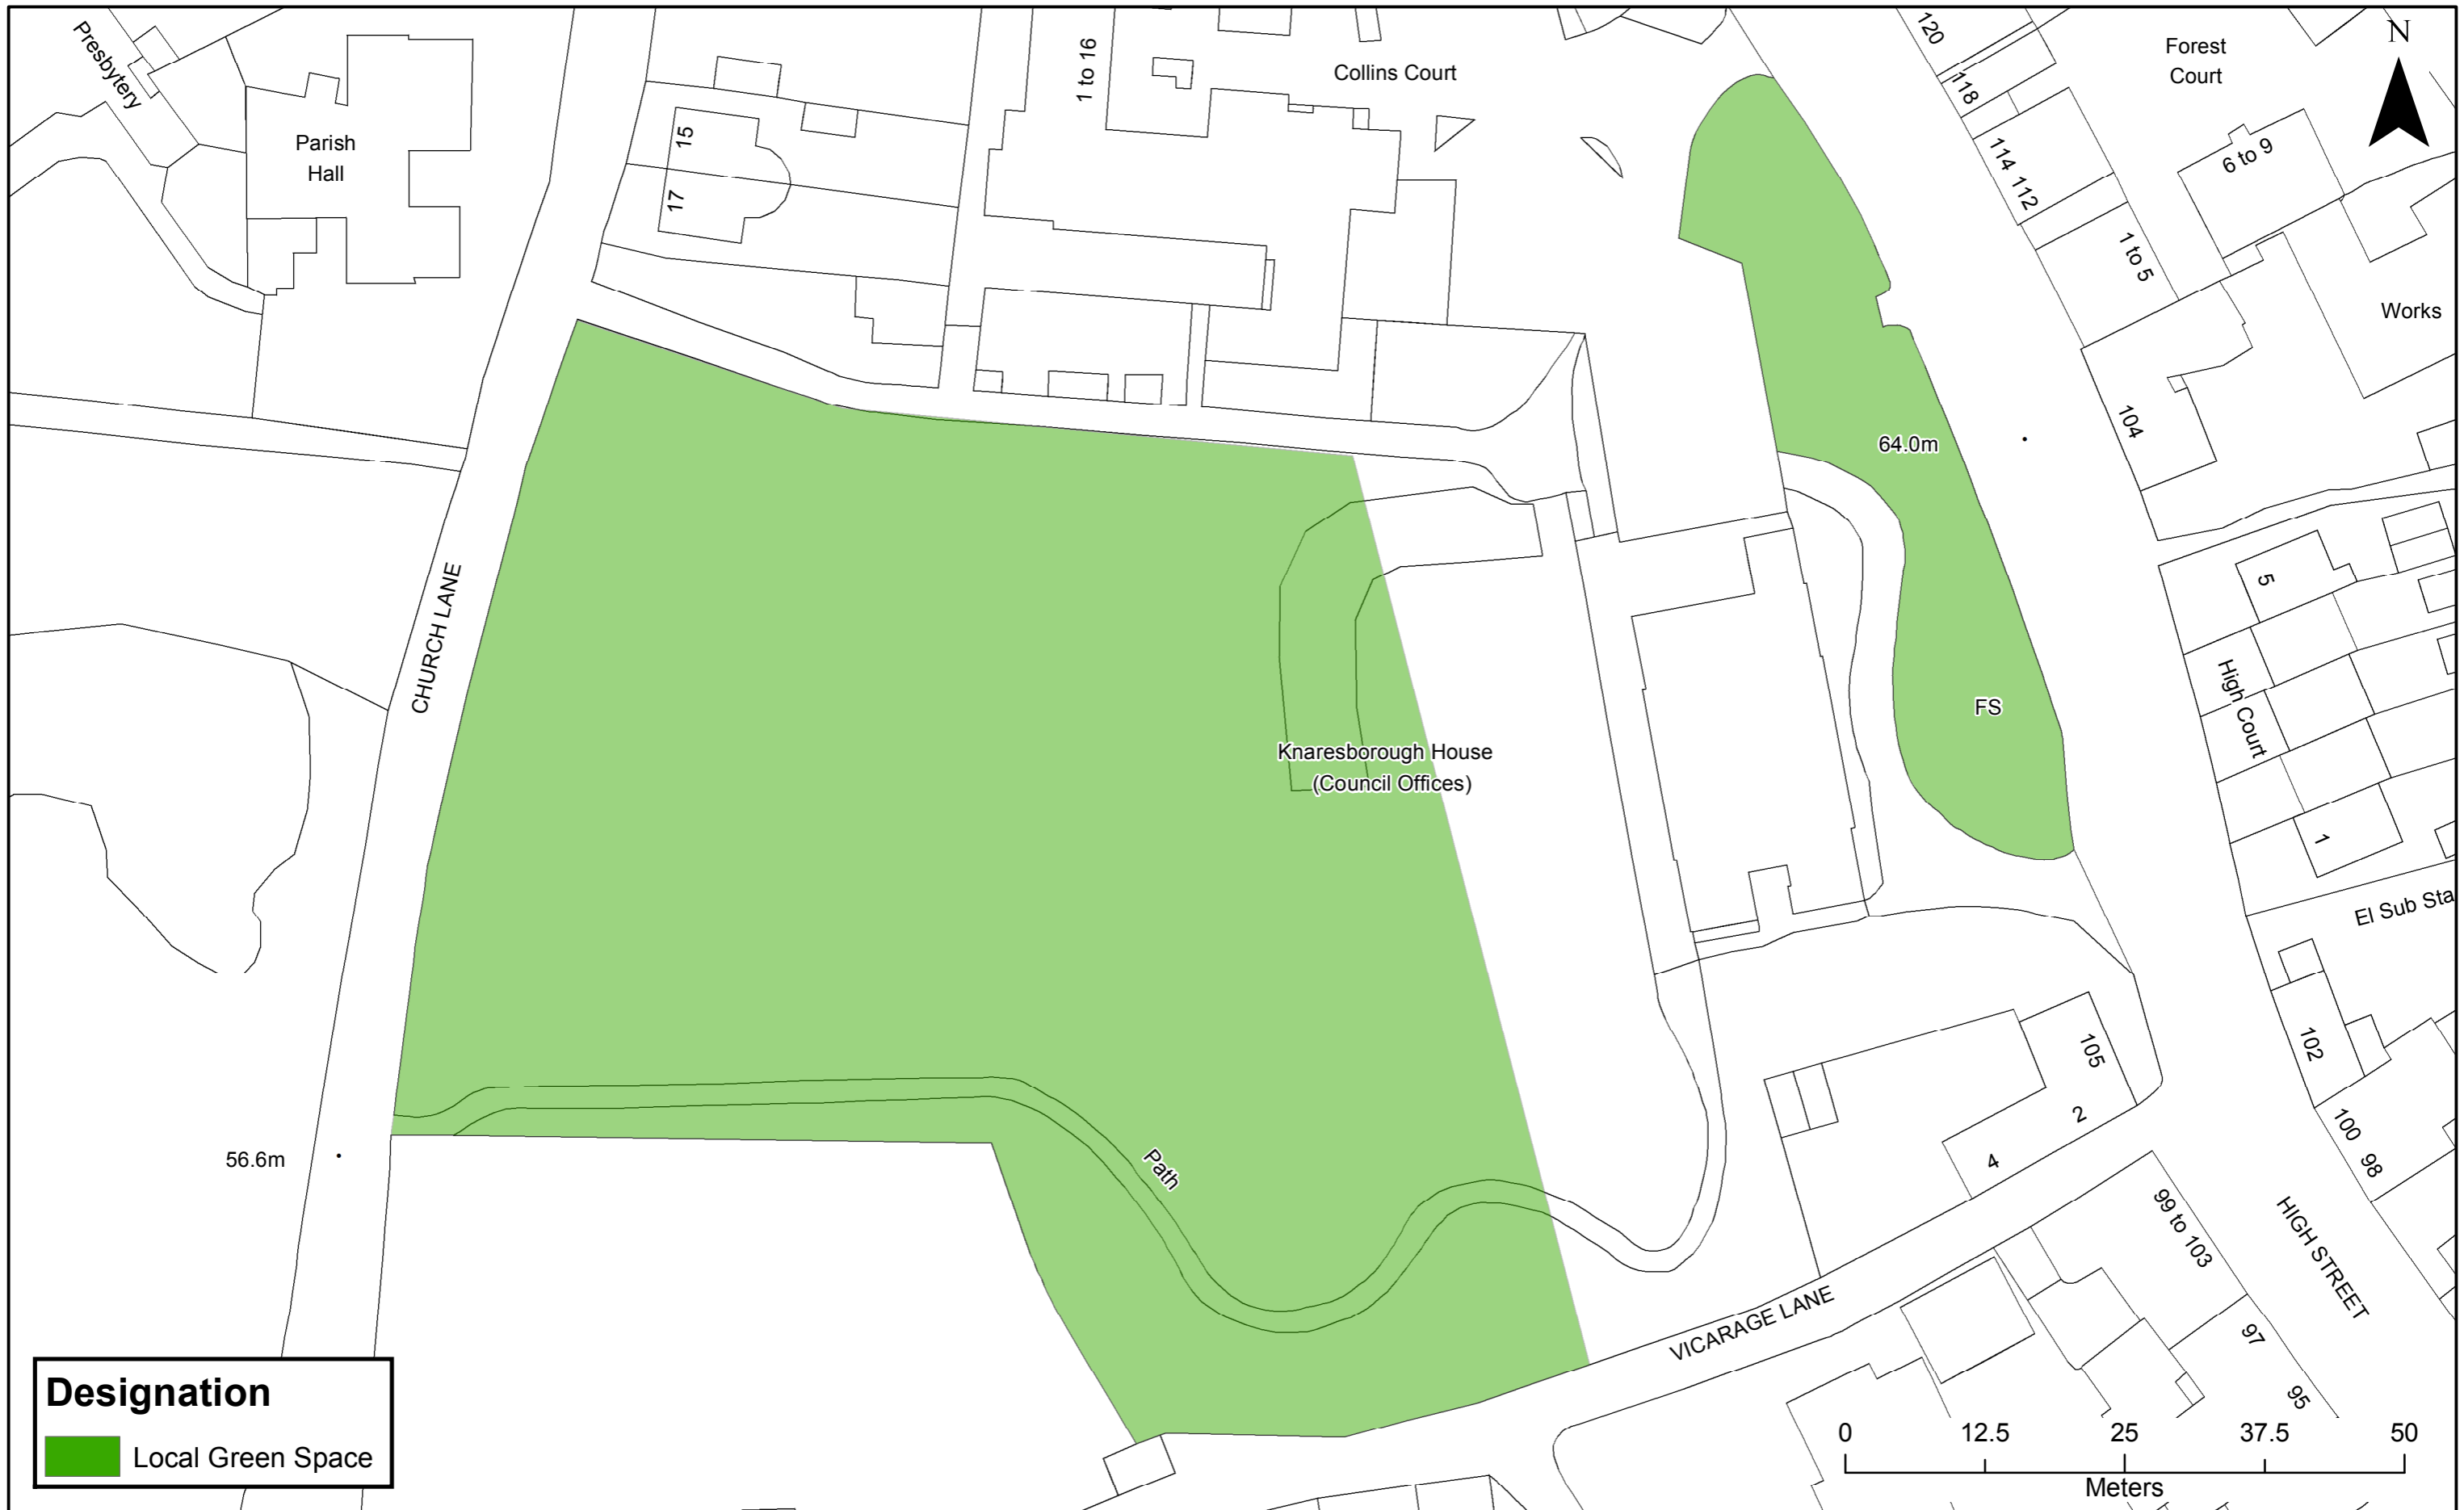 Presbytery
Parish
Hall
15
17
1 to 16
Collins Court
120
118
114
112
1 to 5
Forest
Court
6 to 9
N
Works
104
64.0m
CHURCH LANE
5
High Court
FS
Knaresborough House
(Council Offices)
1
El Sub Sta
102
105
2
4
100
98
56.6m
Path
99 to 103
HIGH STREET
VICARAGE LANE
97
95
Designation
Local Green Space
0 12.5 25 37.5 50
Meters